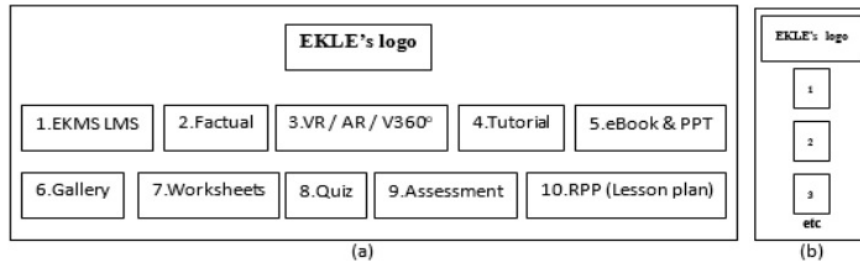 EKLE's logo
1.EKMS LMS 2.Factual 3.VR / AR / V360° 4.Tutorial 5.eBook & PPT
6.Gallery 7.Worksheets 8.Quiz 9.Assessment 10.RPP (Lesson plan)
(a)
EKLE's logo
1
2
3
etc
(b)